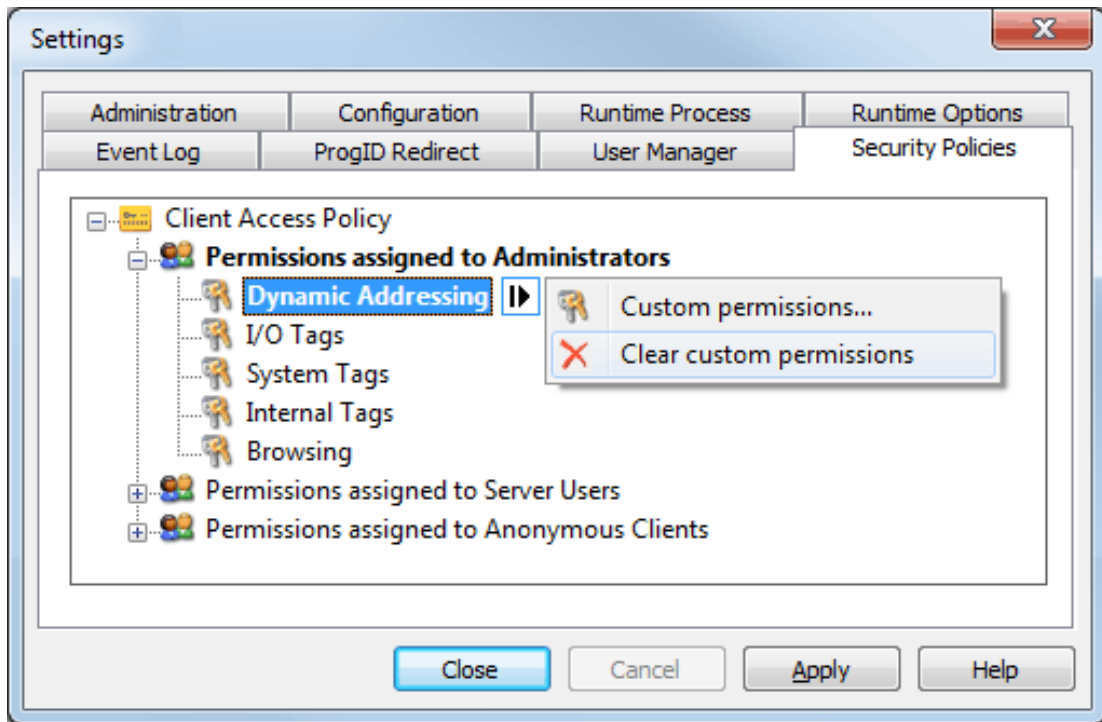 Settings
Administration
Configuration
Runtime Process
Runtime Options
Event Log
ProgID Redirect
User Manager
Security Policies
Client Access Policy
Permissions assigned to Administrators
Dynamic Addressing
Custom permissions...
I/O Tags
Clear custom permissions
System Tags
Internal Tags
Browsing
Permissions assigned to Server Users
Permissions assigned to Anonymous Clients
Close
Cancel
Apply
Help